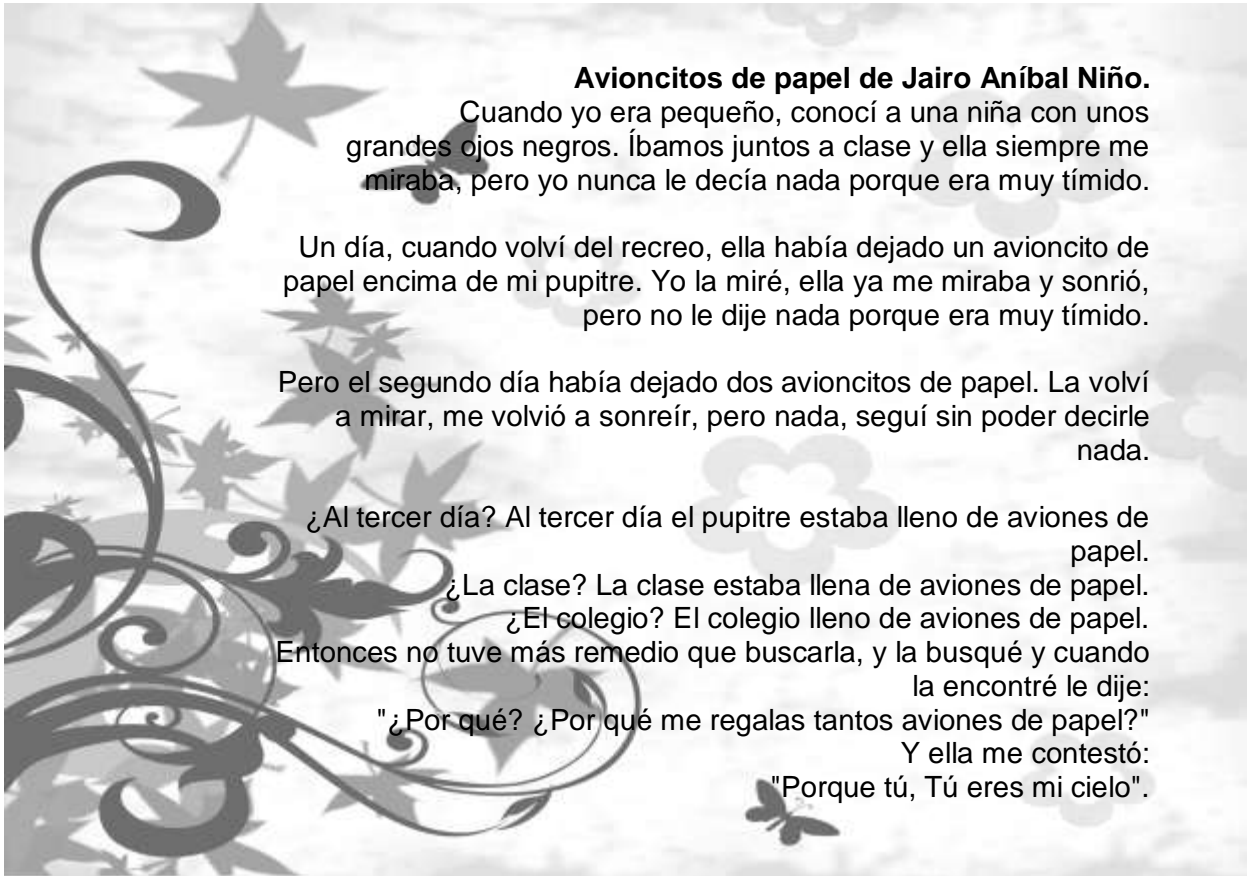 Avioncitos de papel de Jairo Aníbal Niño.
Cuando yo era pequeño, conocí a una niña con unos
grandes ojos negros. Íbamos juntos a clase y ella siempre me
miraba, pero yo nunca le decía nada porque era muy tímido.
Un día, cuando volví del recreo, ella había dejado un avioncito de
papel encima de mi pupitre. Yo la miré, ella ya me miraba y sonrió,
pero no le dije nada porque era muy tímido.
Pero el segundo día había dejado dos avioncitos de papel. La volví
a mirar, me volvió a sonreír, pero nada, seguí sin poder decirle
nada.
¿Al tercer día? Al tercer día el pupitre estaba lleno de aviones de
papel.
¿La clase? La clase estaba llena de aviones de papel.
¿El colegio? El colegio lleno de aviones de papel.
Entonces no tuve más remedio que buscarla, y la busqué y cuando
la encontré le dije:
"¿Por qué? ¿Por qué me regalas tantos aviones de papel?"
Y ella me contestó:
"Porque tú, Tú eres mi cielo".